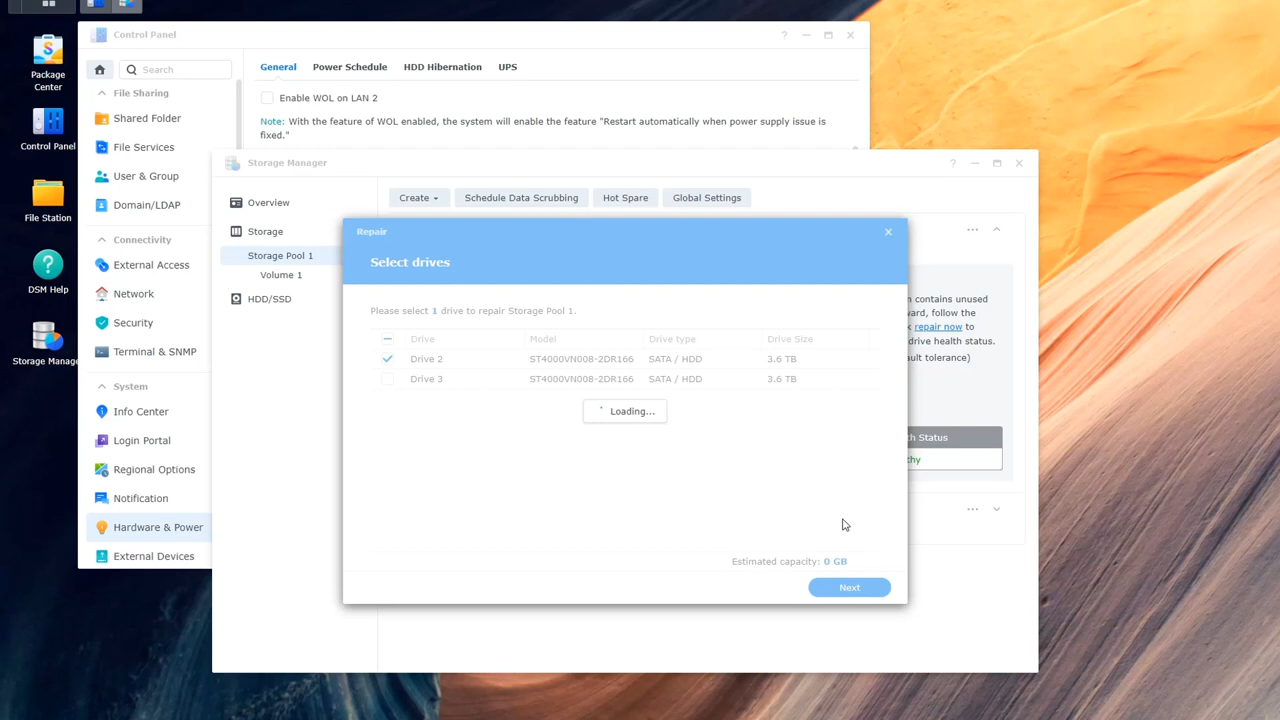 Control Panel
Search
General Power Schedule HDD Hibernation UPS
Enable WOL on LAN 2
Note: With the feature of WOL enabled, the system will enable the feature "Restart automatically when power supply issue is
fixed."
Package
Center
Control Panel
File Station
DSM Help
Storage Manage
File Sharing
Shared Folder
File Services
User & Group
Domain/LDAP
Connectivity
External Access
Network
Security
Terminal & SNMP
System
Info Center
Login Portal
Regional Options
Notification
Hardware & Power
External Devices
Storage Manager
Overview
Storage
Storage Pool 1
Volume 1
HDD/SSD
Create Schedule Data Scrubbing Hot Spare Global Settings
Repair
Select drives
Please select 1 drive to repair Storage Pool 1.
Drive Model Drive type Drive Size
Drive 2 ST4000VN008-2DR166 SATA / HDD 3.6 TB
Drive 3 ST4000VN008-2DR166 SATA / HDD 3.6 TB
Loading...
Estimated capacity: 0 GB
Next
contains unused
follow the
repair now to
drive health status.
tolerance)
Status